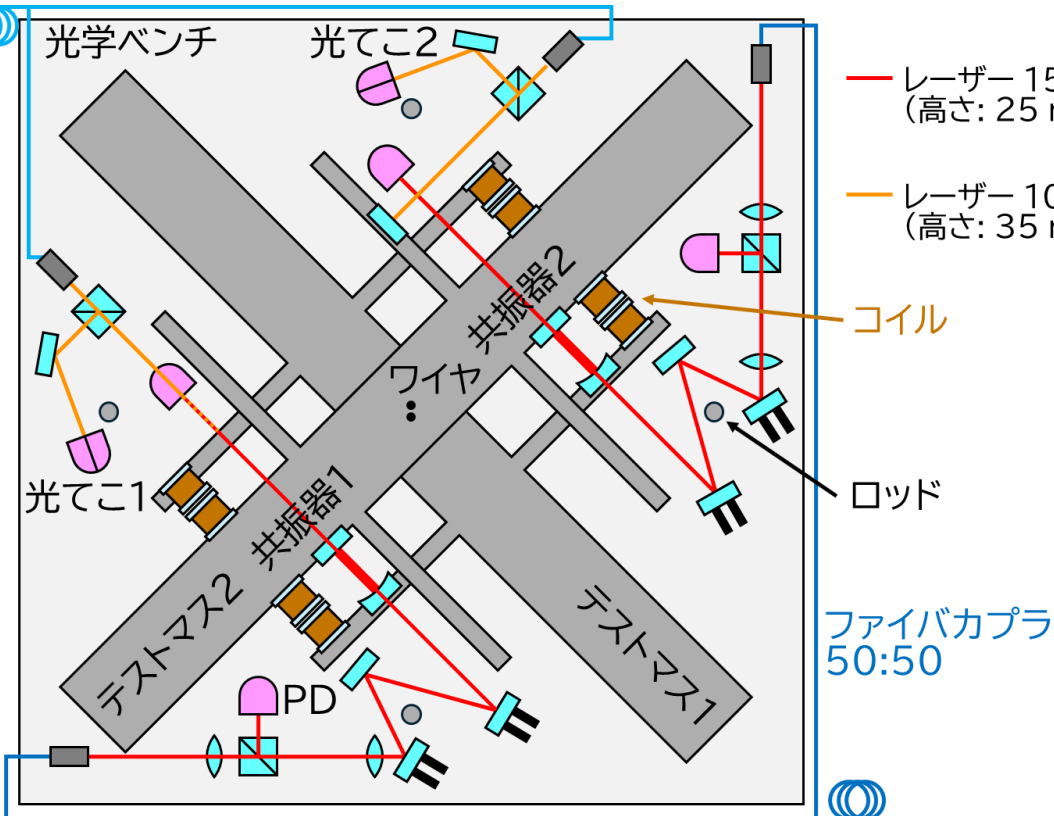 光学ベンチ
光てこ2
レーザー 15
(高さ: 25
レーザー 10
(高さ: 35
共振器2
コイル
ワイヤ
光てこ1
共振器1
ロッド
テストマス2
テストマス1
ファイバカプラ
50:50
PD